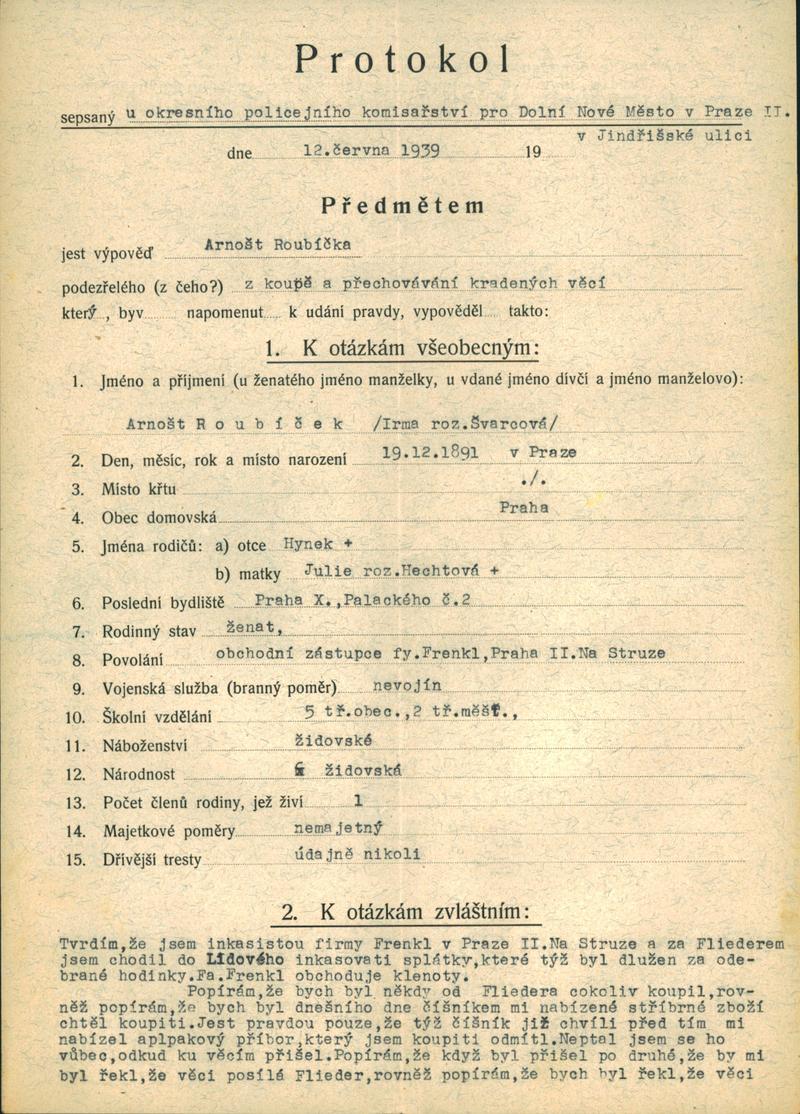 Protokol
sepsaný u okresního policejního komisařství pro Dolní Nové Město v Praze II.
v Jindřišské ulici
dne 12.června 1939 19
Předmětem
jest výpověď Arnošt Roubíčka
podezřelého (z čeho?) z koupě a přechovávání kradených věcí
který , byv napomenut k udání pravdy, vypověděl takto:
1. K otázkám všeobecným:
1. Jméno a příjmení (u ženatého jméno manželky, u vdané jméno dívčí a jméno manželovo):
Arnošt R o u b í č e k /Irma roz.Švarcová/
2. Den, měsíc, rok a místo narození 19.12.1891 v Praze
3. Místo křtu ./.
4. Obec domovská Praha
5. Jména rodičů: a) otce Hynek +
b) matky Julie roz.Hechtová +
6. Poslední bydliště Praha X.,Palackého č.2
7. Rodinný stav ženat,
8. Povolání obchodní zástupce fy.Frenkl,Praha II.Na Struze
9. Vojenská služba (branný poměr) nevojín
10. Školní vzdělání 5 tř.obec.,2 tř.měšť.,
11. Náboženství židovské
12. Národnost židovská
13. Počet členů rodiny, jež živí 1
14. Majetkové poměry nemajetný
15. Dřívější tresty údajně nikoli
2. K otázkám zvláštním:
Tvrdím,že jsem inkasistou firmy Frenkl v Praze II.Na Struze a za Fliederem
jsem chodil do Lidového inkasovati splátky,které týž byl dlužen za ode-
brané hodinky.Fa.Frenkl obchoduje klenoty.
Popírám,že bych byl někdy od Fliedera cokoliv koupil,rov-
něž popírám,že bych byl dnešního dne číšníkem mi nabízené stříbrné zboží
chtěl koupiti.Jest pravdou pouze,že týž číšník již chvíli před tím mi
nabízel aplpakový příbor,který jsem koupiti odmítl.Neptal jsem se ho
vůbec,odkud ku věcím přišel.Popírám,že když byl přišel po druhé,že by mi
byl řekl,že věci posílá Flieder,rovněž popírám,že bych byl řekl,že věci